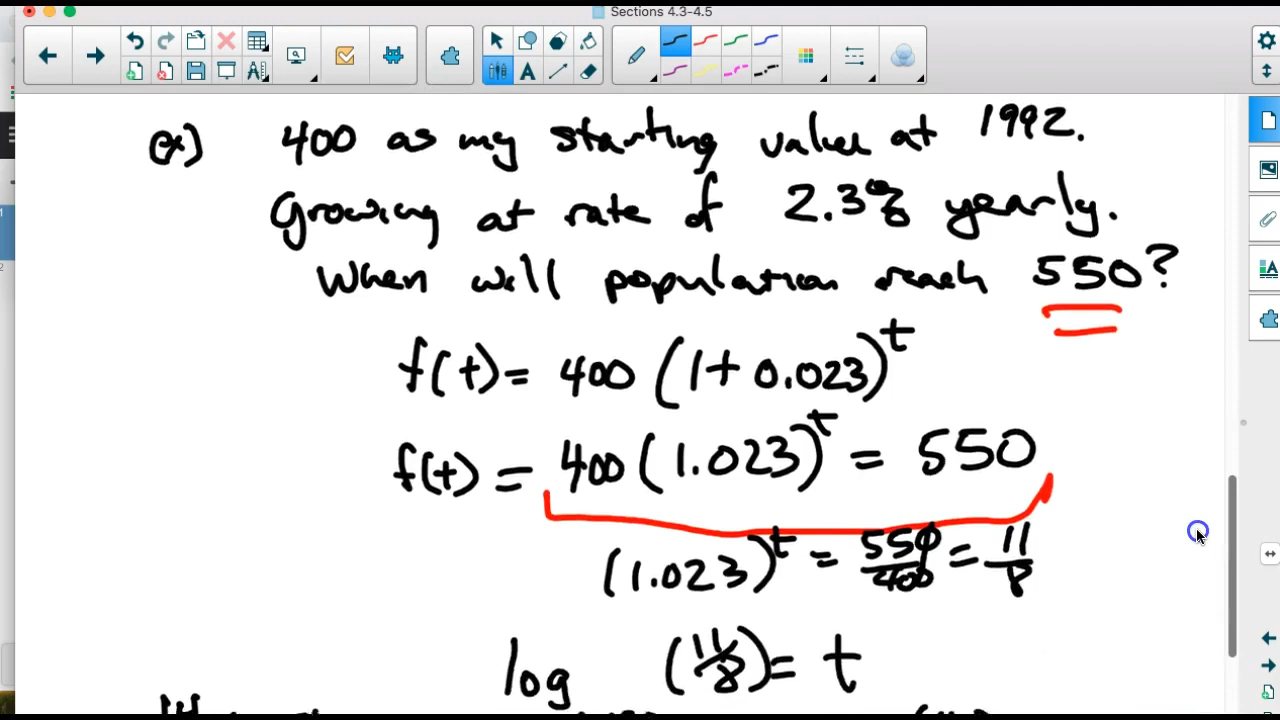 Sections 4.3-4.5
ex) 400 as my starting value at 1992.
Growing at rate of 2.3% yearly.
When will population reach 550?
f(t) = 400 (1 + 0.023)^t
f(t) = 400 (1.023)^t = 550
(1.023)^t = 550/400 = 11/8
log (11/8) = t